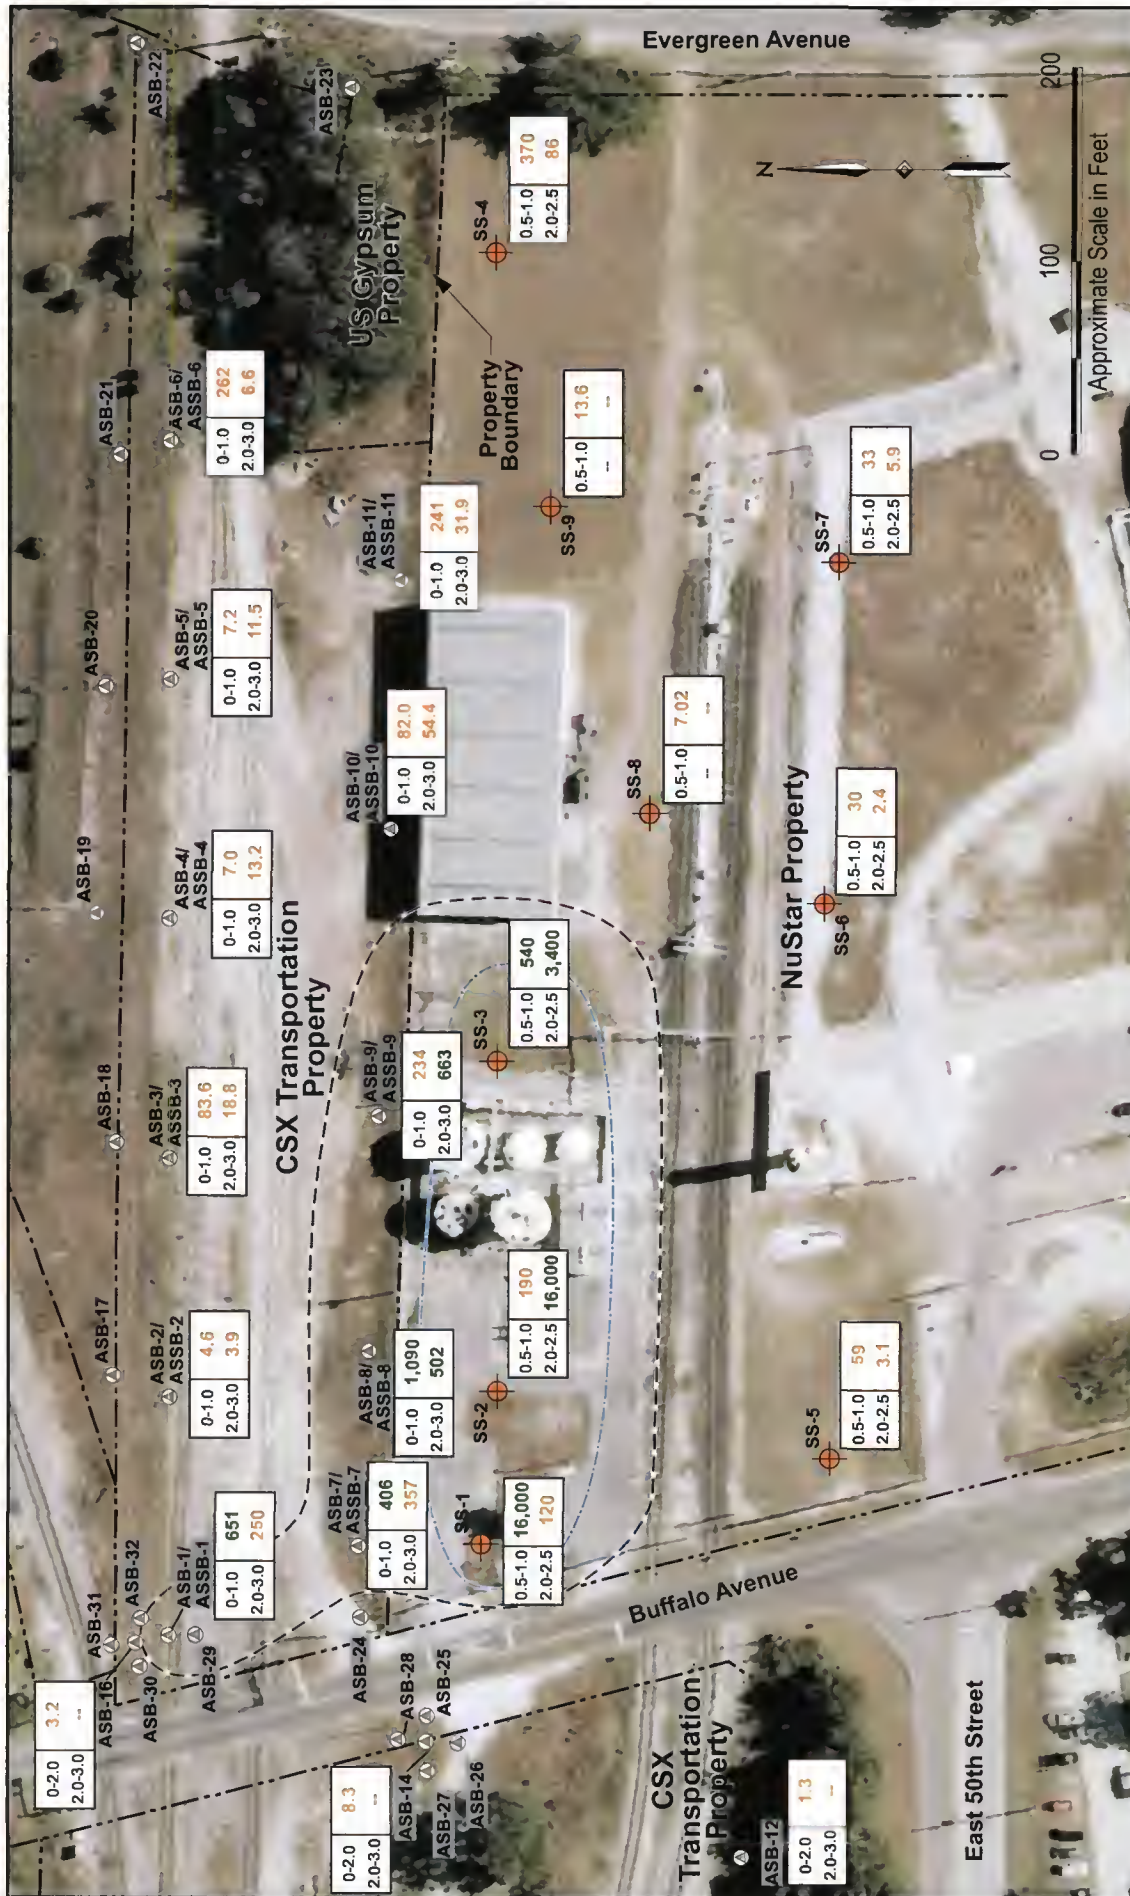 Evergreen Avenue
ASB-22
ASB-23
US Gypsum
Property
SS-4
0.5-1.0 370
2.0-2.5 86
N
0 100 200
Approximate Scale in Feet
ASB-21
ASB-6/
ASSB-6
0-1.0 262
2.0-3.0 6.6
Property
Boundary
SS-9
0.5-1.0 13.6
-- --
ASB-11/
ASSB-11
0-1.0 241
2.0-3.0 31.9
SS-7
0.5-1.0 33
2.0-2.5 5.9
ASB-20
ASB-5/
ASSB-5
0-1.0 7.2
2.0-3.0 11.5
ASB-10/
ASSB-10
0-1.0 82.0
2.0-3.0 54.4
SS-8
0.5-1.0 7.02
-- --
NuStar Property
SS-6
0.5-1.0 30
2.0-2.5 2.4
ASB-19
ASB-4/
ASSB-4
0-1.0 7.0
2.0-3.0 13.2
CSX Transportation
Property
ASB-18
ASB-3/
ASSB-3
0-1.0 83.6
2.0-3.0 18.8
ASB-9/
ASSB-9
0-1.0 234
2.0-3.0 663
SS-3
0.5-1.0 540
2.0-2.5 3,400
ASB-17
ASB-2/
ASSB-2
0-1.0 4.6
2.0-3.0 3.9
ASB-8/
ASSB-8
0-1.0 1,090
2.0-3.0 502
SS-2
0.5-1.0 190
2.0-2.5 16,000
SS-5
0.5-1.0 59
2.0-2.5 3.1
ASB-31
ASB-32
ASB-1/
ASSB-1
0-1.0 651
2.0-3.0 250
ASB-7/
ASSB-7
0-1.0 406
2.0-3.0 357
SS-1
0.5-1.0 16,000
2.0-2.5 120
Buffalo Avenue
0-2.0 3.2
2.0-3.0 --
ASB-16
ASB-30
ASB-29
ASB-24
ASB-28
ASB-25
0-2.0 8.3
2.0-3.0 --
ASB-14
ASB-27
ASB-26
CSX
Transportation
Property
ASB-12
0-2.0 1.3
2.0-3.0 --
East 50th Street